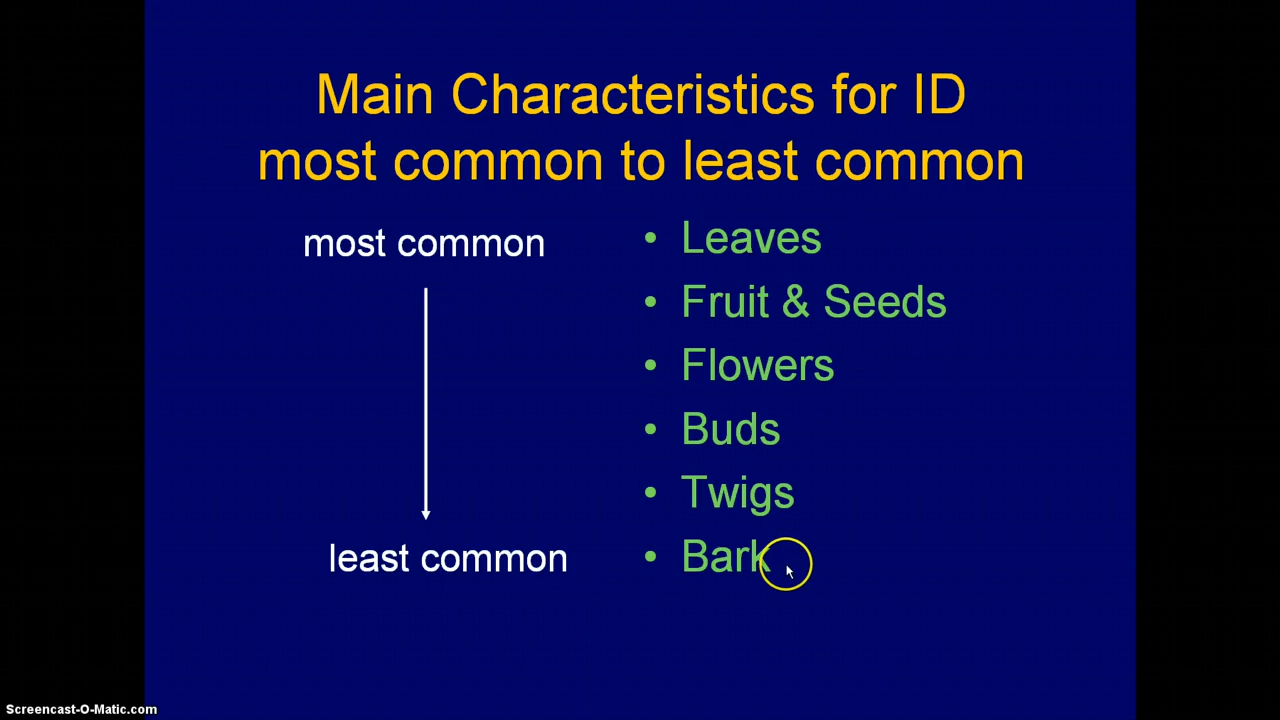 Main Characteristics for ID
most common to least common
most common
least common
• Leaves
• Fruit & Seeds
• Flowers
• Buds
• Twigs
• Bark
Screencast-O-Matic.com